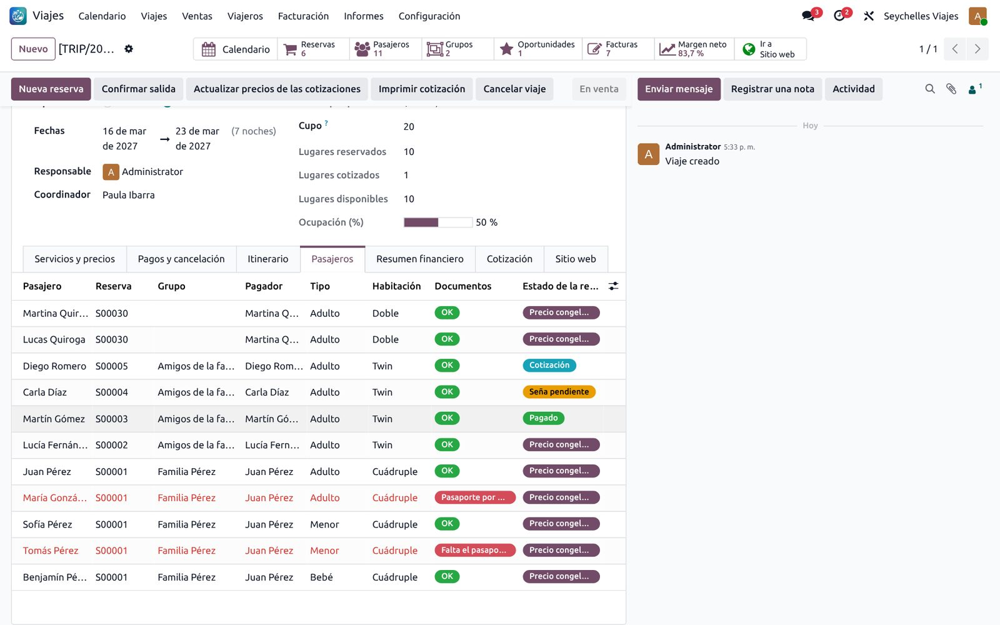 Viajes Calendario Viajes Ventas Viajeros Facturación Informes Configuración 3 2 Seychelles Viajes A
Nuevo [TRIP/20... Calendario Reservas 6 Pasajeros 11 Grupos 2 Oportunidades 1 Facturas 7 Margen neto 83,7 % Ir a Sitio web 1 / 1
Nueva reserva Confirmar salida Actualizar precios de las cotizaciones Imprimir cotización Cancelar viaje En venta Enviar mensaje Registrar una nota Actividad 1
Fechas 16 de mar de 2027 → 23 de mar de 2027 (7 noches)
Responsable A Administrator
Coordinador Paula Ibarra
Cupo ? 20
Lugares reservados 10
Lugares cotizados 1
Lugares disponibles 10
Ocupación (%) 50 %
Hoy
A Administrator 5:33 p. m.
Viaje creado
Servicios y precios Pagos y cancelación Itinerario Pasajeros Resumen financiero Cotización Sitio web
Pasajero Reserva Grupo Pagador Tipo Habitación Documentos Estado de la re...
Martina Quir... S00030 Martina Q... Adulto Doble OK Precio congel...
Lucas Quiroga S00030 Martina Q... Adulto Doble OK Precio congel...
Diego Romero S00005 Amigos de la fa... Diego Rom... Adulto Twin OK Cotización
Carla Díaz S00004 Amigos de la fa... Carla Díaz Adulto Twin OK Seña pendiente
Martín Gómez S00003 Amigos de la fa... Martín Gó... Adulto Twin OK Pagado
Lucía Fernán... S00002 Amigos de la fa... Lucía Fern... Adulto Twin OK Precio congel...
Juan Pérez S00001 Familia Pérez Juan Pérez Adulto Cuádruple OK Precio congel...
María Gonzá... S00001 Familia Pérez Juan Pérez Adulto Cuádruple Pasaporte por ... Precio congel...
Sofía Pérez S00001 Familia Pérez Juan Pérez Menor Cuádruple OK Precio congel...
Tomás Pérez S00001 Familia Pérez Juan Pérez Menor Cuádruple Falta el pasapo... Precio congel...
Benjamín Pé... S00001 Familia Pérez Juan Pérez Bebé Cuádruple OK Precio congel...